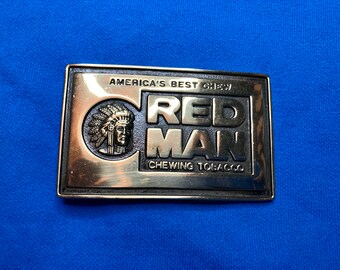 AMERICA'S BEST CHEW
RED
MAN
CHEWING TOBACCO